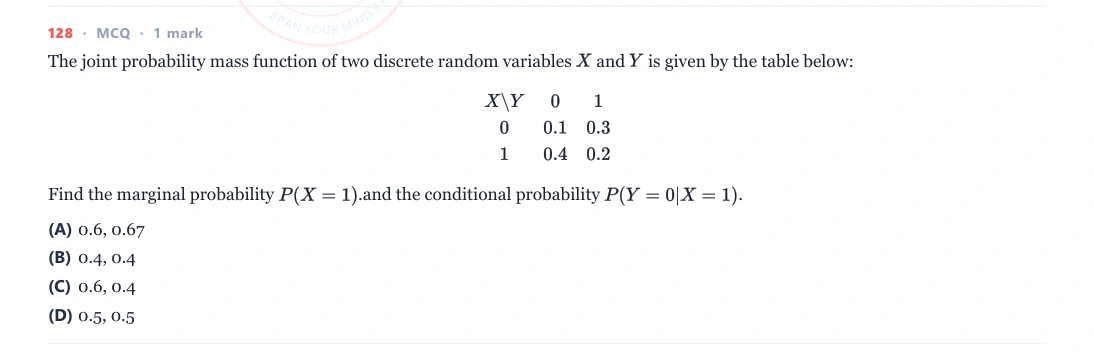 SPAN YOUR MIND'S
128 · MCQ · 1 mark
The joint probability mass function of two discrete random variables X and Y is given by the table below:
X\Y 0 1
0 0.1 0.3
1 0.4 0.2
Find the marginal probability P(X = 1).and the conditional probability P(Y = 0|X = 1).
(A) 0.6, 0.67
(B) 0.4, 0.4
(C) 0.6, 0.4
(D) 0.5, 0.5